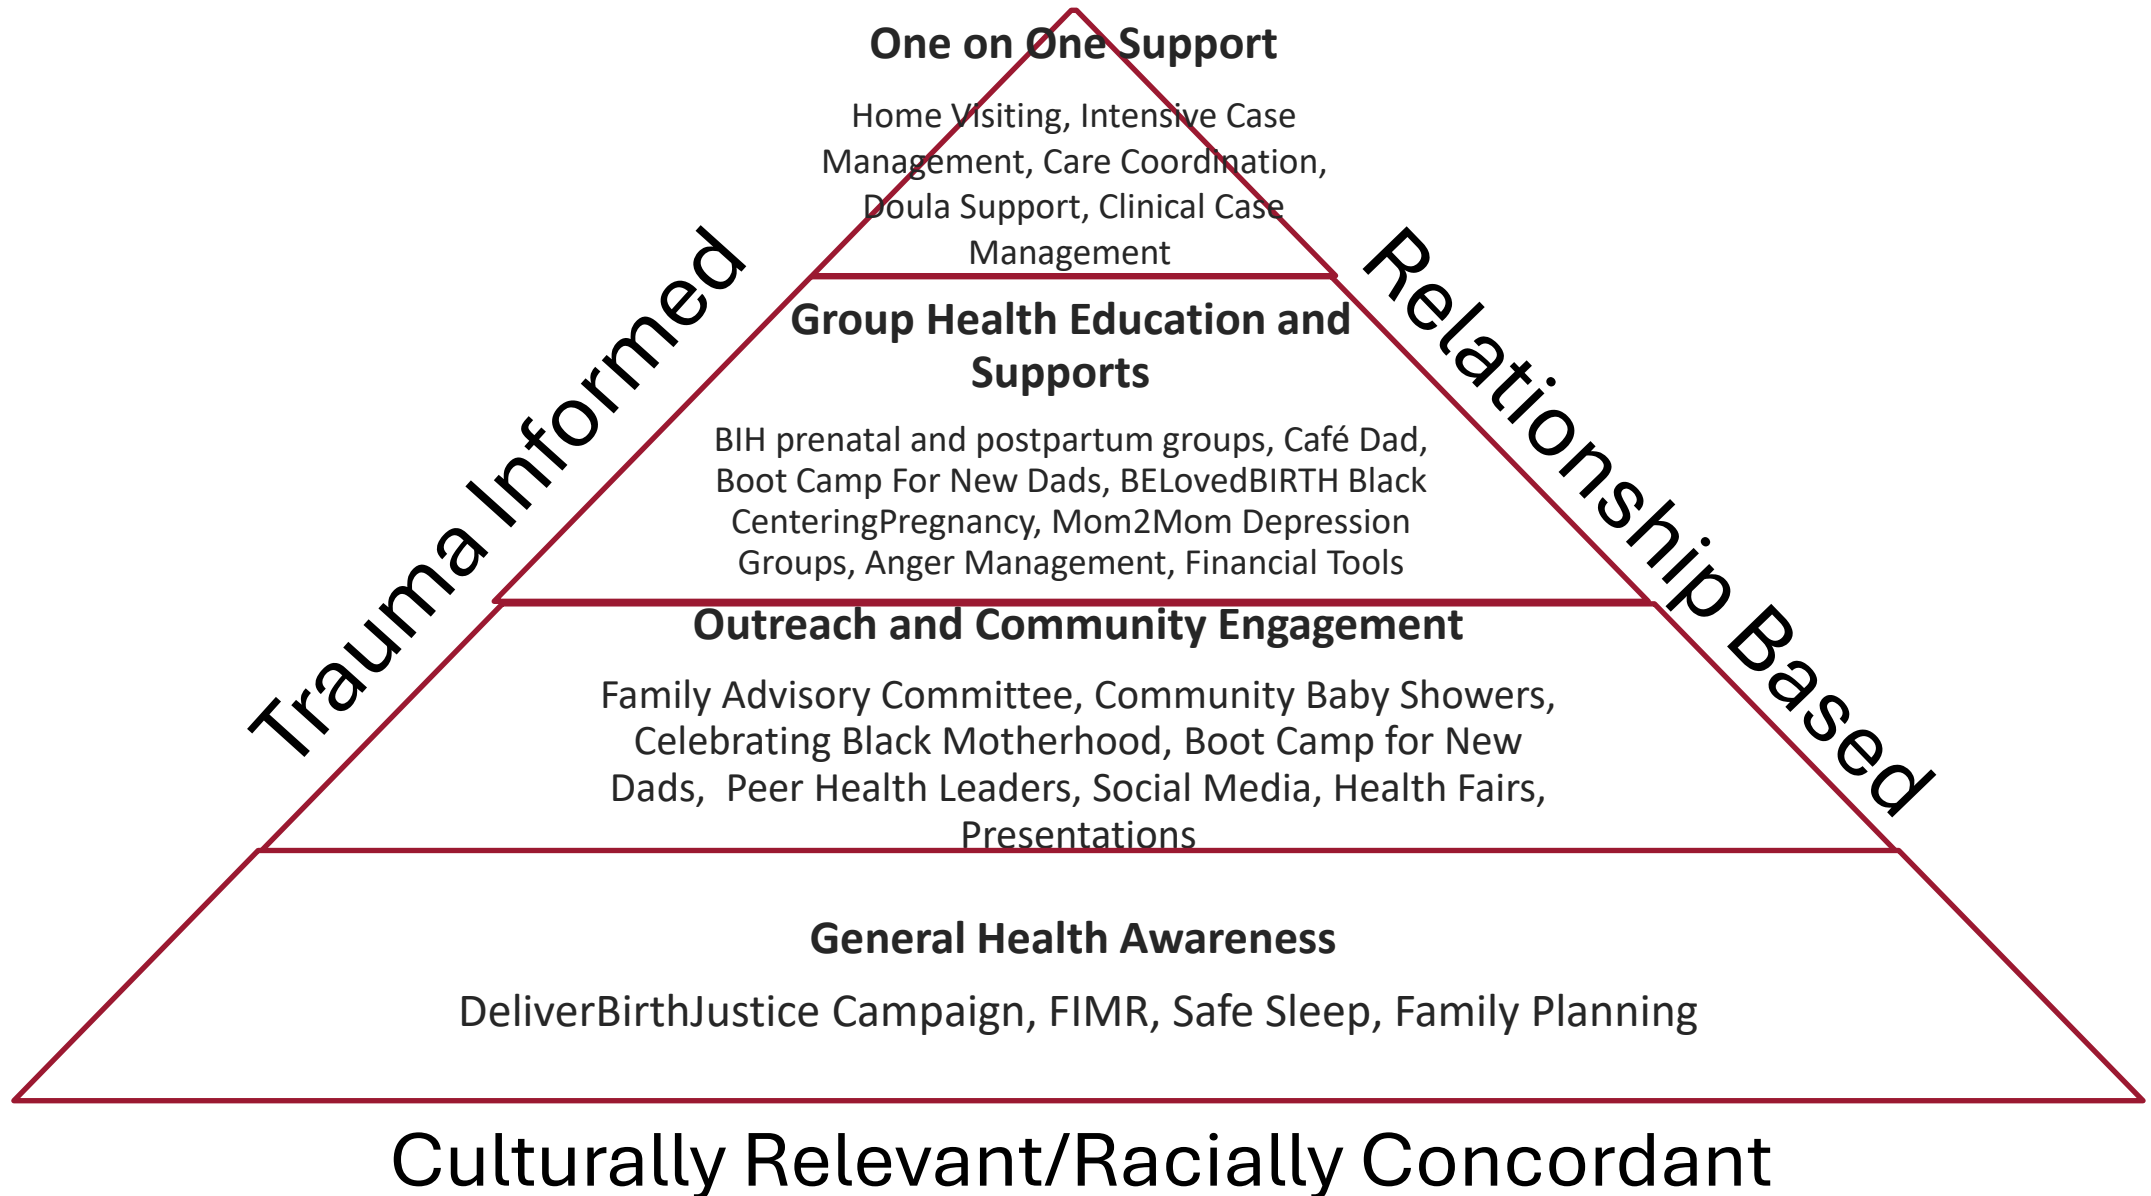 One on One Support
Home Visiting, Intensive Case
Management, Care Coordination,
Doula Support, Clinical Case
Management
Group Health Education and
Supports
BIH prenatal and postpartum groups, Café Dad,
Boot Camp For New Dads, BELovedBIRTH Black
CenteringPregnancy, Mom2Mom Depression
Groups, Anger Management, Financial Tools
Outreach and Community Engagement
Family Advisory Committee, Community Baby Showers,
Celebrating Black Motherhood, Boot Camp for New
Dads,  Peer Health Leaders, Social Media, Health Fairs,
Presentations
General Health Awareness
DeliverBirthJustice Campaign, FIMR, Safe Sleep, Family Planning
Trauma Informed
Relationship Based
Culturally Relevant/Racially Concordant